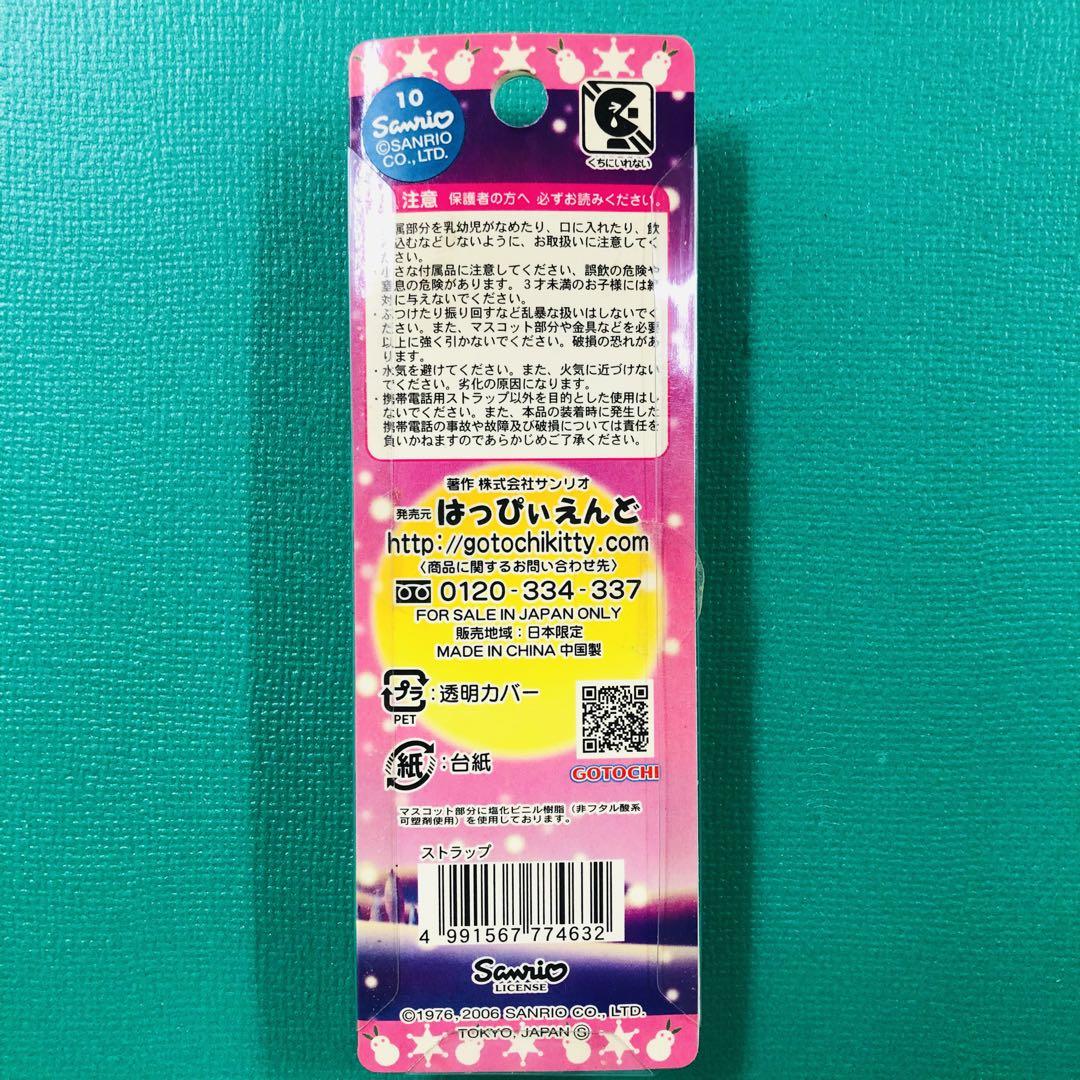 10
Sanrio
©SANRIO
CO., LTD.
くちにいれない
注意 保護者の方へ 必ずお読みください。
属部分を乳幼児がなめたり、口に入れたり、飲
込むなどしないように、お取扱いに注意してく
ださい。
・小さな付属品に注意してください、誤飲の危険や
窒息の危険があります。3才未満のお子様には絶
対に与えないでください。
・ぶつけたり振り回すなど乱暴な扱いはしないでく
ださい。また、マスコット部分や金具などを必要
以上に強く引かないでください。破損の恐れがあ
ります。
・水気を避けてください。また、火気に近づけない
でください。劣化の原因になります。
・携帯電話用ストラップ以外を目的とした使用はし
ないでください。また、本品の装着時に発生した
携帯電話の事故や故障及び破損については責任を
負いかねますのであらかじめご了承ください。
著作 株式会社サンリオ
発売元 はっぴぃえんど
http://gotochikitty.com
〈商品に関するお問い合わせ先〉
0120-334-337
FOR SALE IN JAPAN ONLY
販売地域：日本限定
MADE IN CHINA 中国製
プラ：透明カバー
PET
紙：台紙
GOTOCHI
マスコット部分に塩化ビニル樹脂（非フタル酸系
可塑剤使用）を使用しております。
ストラップ
4 991567 774632
Sanrio
LICENSE
©1976, 2006 SANRIO CO., LTD.
TOKYO, JAPAN Ⓢ